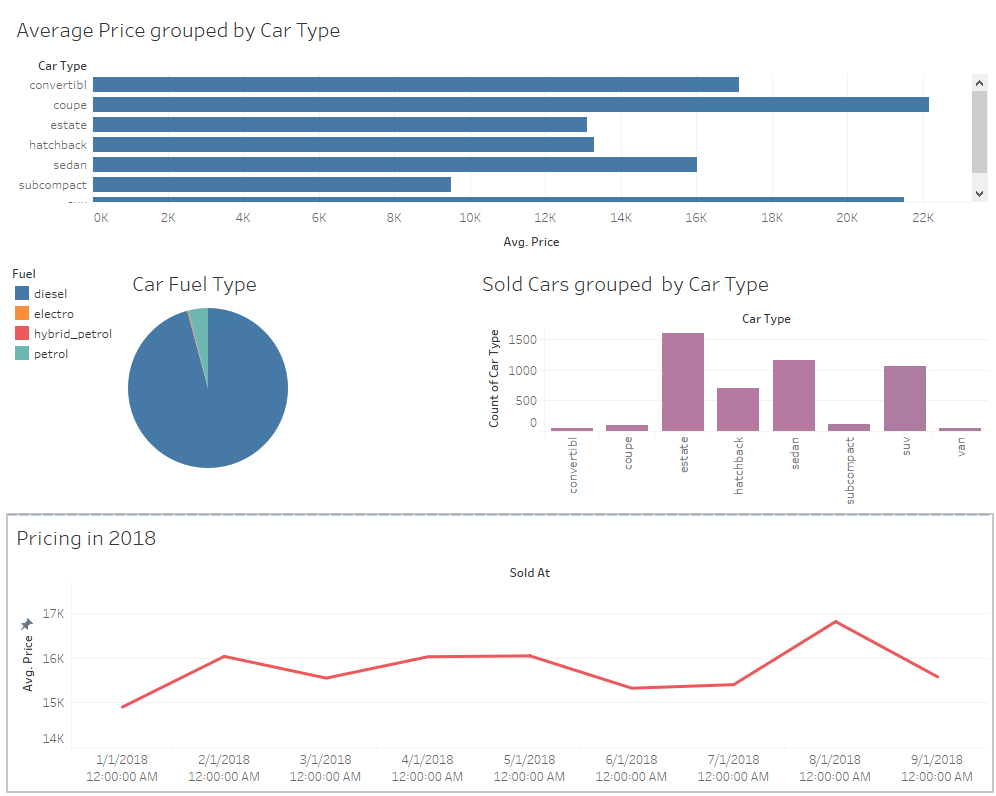 Average Price grouped by Car Type
Car Type
convertibl
coupe
estate
hatchback
sedan
subcompact
0K 2K 4K 6K 8K 10K 12K 14K 16K 18K 20K 22K
Avg. Price
Fuel
diesel
electro
hybrid_petrol
petrol
Car Fuel Type
Sold Cars grouped by Car Type
Car Type
Count of Car Type
1500
1000
500
0
convertibl
coupe
estate
hatchback
sedan
subcompact
suv
van
Pricing in 2018
Sold At
Avg. Price
17K
16K
15K
14K
1/1/2018 2/1/2018 3/1/2018 4/1/2018 5/1/2018 6/1/2018 7/1/2018 8/1/2018 9/1/2018
12:00:00 AM 12:00:00 AM 12:00:00 AM 12:00:00 AM 12:00:00 AM 12:00:00 AM 12:00:00 AM 12:00:00 AM 12:00:00 AM